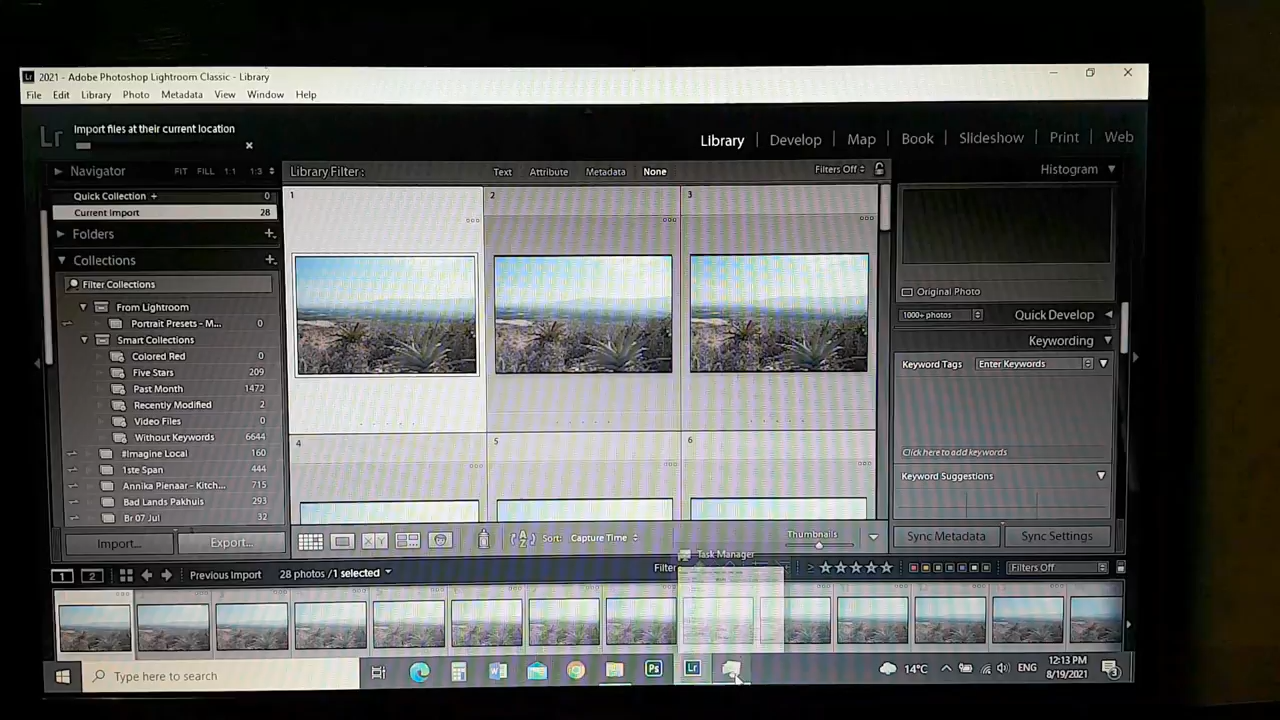 Lr 2021 - Adobe Photoshop Lightroom Classic - Library
File Edit Library Photo Metadata View Window Help
Lr Import files at their current location
Library | Develop | Map | Book | Slideshow | Print | Web
Navigator FIT FILL 1:1 1:3
Quick Collection + 0
Current Import 28
Folders
Collections
Filter Collections
From Lightroom
Portrait Presets - M... 0
Smart Collections
Colored Red 0
Five Stars 209
Past Month 1472
Recently Modified 2
Video Files 0
Without Keywords 6644
#Imagine Local 160
1ste Span 444
Annika Pienaar - Kitch... 715
Bad Lands Pakhuis 293
Br 07 Jul 32
Import... Export...
Library Filter : Text Attribute Metadata None Filters Off
1 2 3
4 5 6
Sort: Capture Time Thumbnails
Histogram
Original Photo
1000+ photos Quick Develop
Keywording
Keyword Tags Enter Keywords
Click here to add keywords
Keyword Suggestions
Sync Metadata Sync Settings
Task Manager
1 2 Previous Import 28 photos / 1 selected Filter Filters Off
Type here to search
W Ps Lr
14°C ENG 12:13 PM
8/19/2021
3